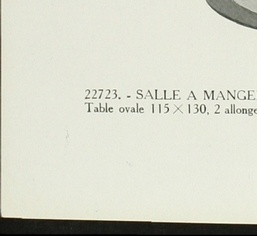 22723. - SALLE A MANGE
Table ovale 115 × 130, 2 allonge